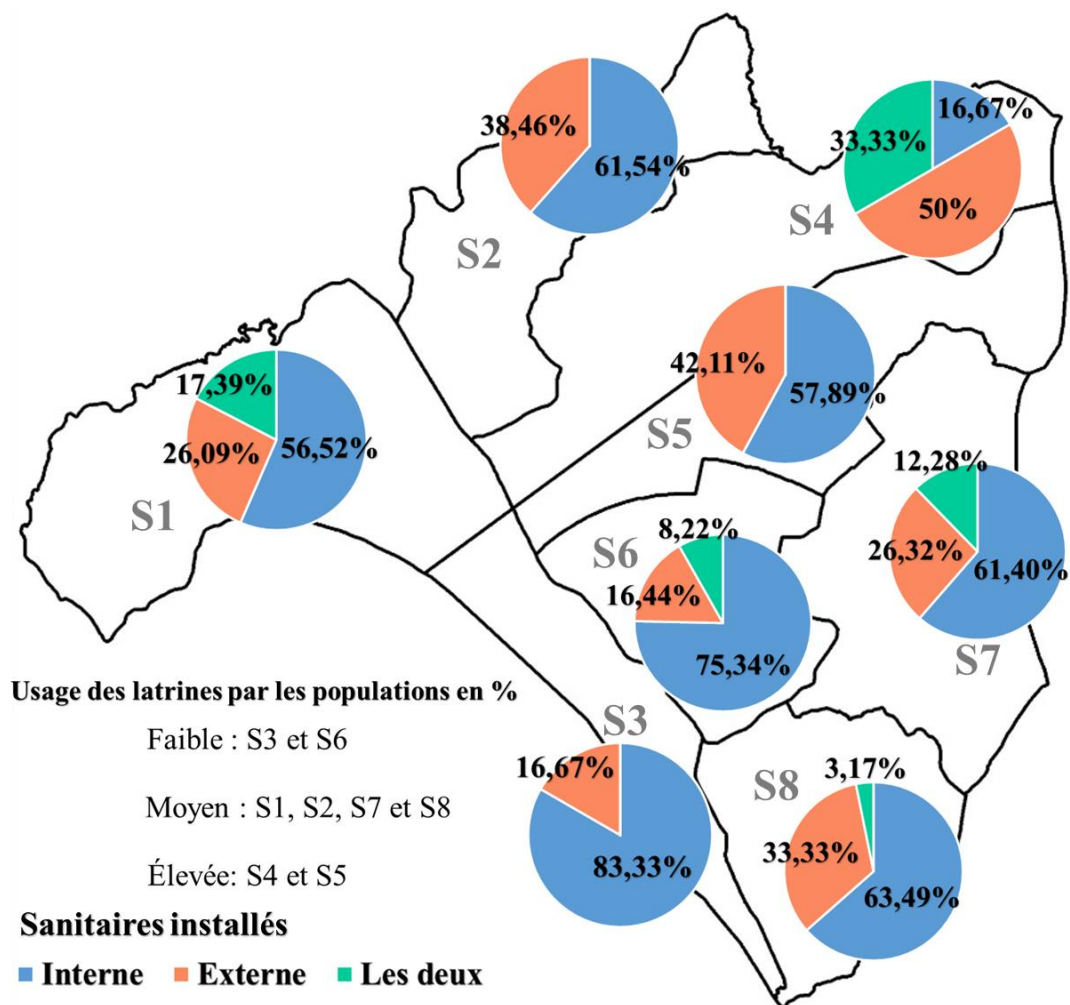 38,46%
61,54%
S2
16,67%
33,33%
50%
S4
42,11%
57,89%
S5
17,39%
26,09%
56,52%
S1
12,28%
26,32%
61,40%
S7
8,22%
S6
16,44%
75,34%
Usage des latrines par les populations en %
Faible : S3 et S6
Moyen : S1, S2, S7 et S8
Élevée: S4 et S5
S3
16,67%
83,33%
S8
3,17%
33,33%
63,49%
Sanitaires installés
Interne Externe Les deux